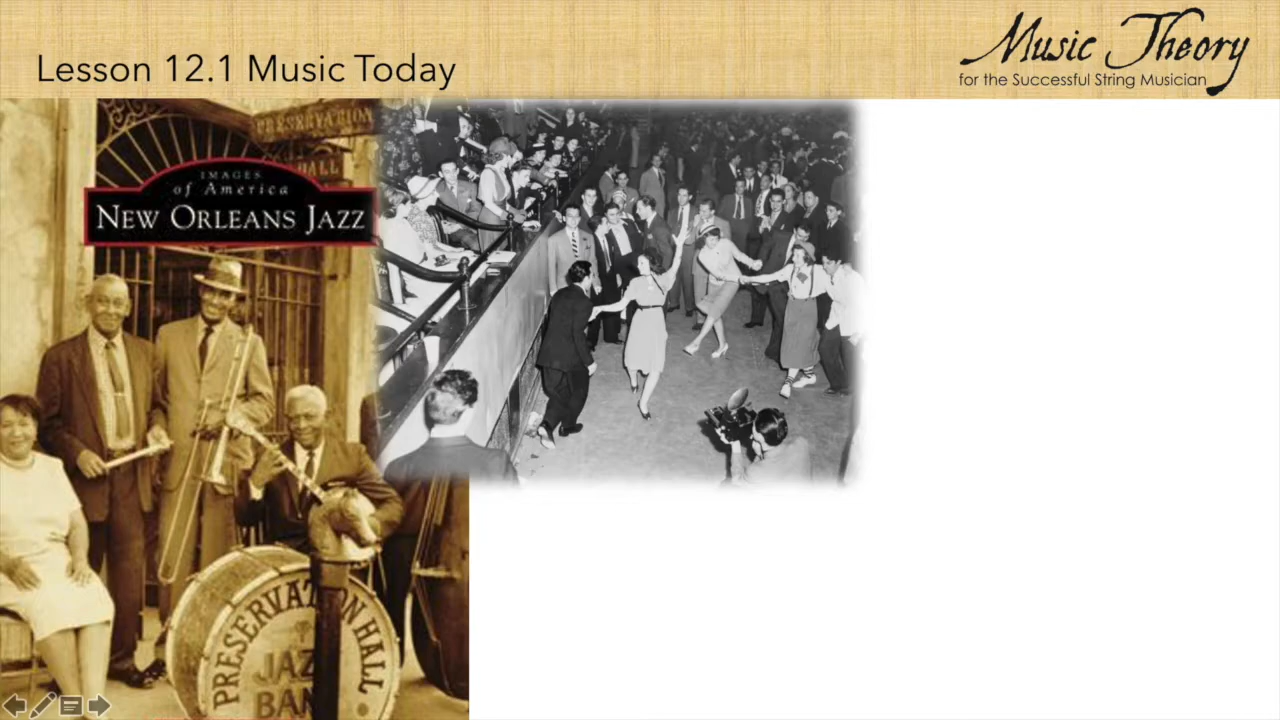 Lesson 12.1 Music Today
Music Theory
for the Successful String Musician
PRESERVATION
HALL
IMAGES
of America
NEW ORLEANS JAZZ
PRESERVATION HALL
JAZZ
BAND